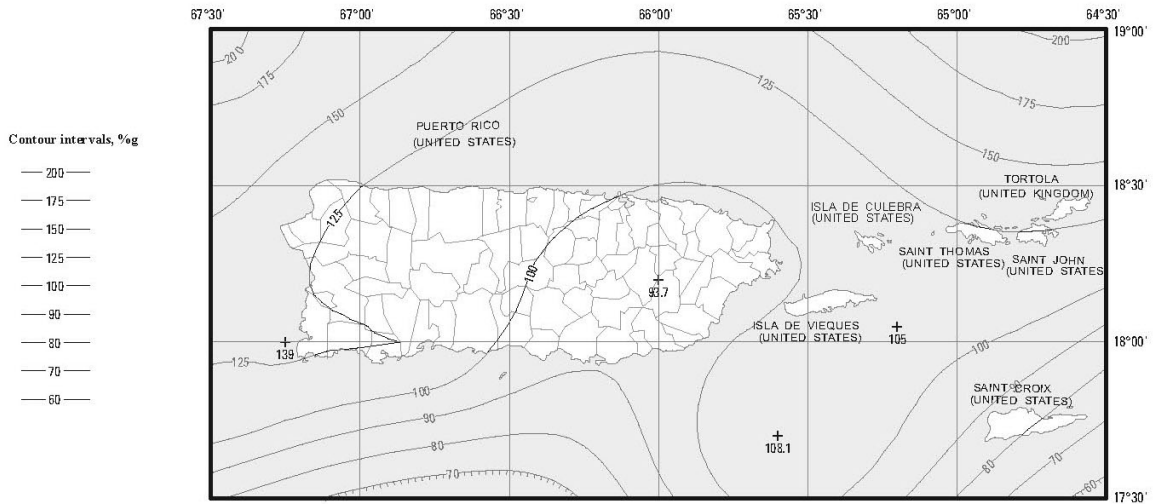 67°30' 67°00' 66°30' 66°00' 65°30' 65°00' 64°30'
19°00'
200
200
175
125
175
150
Contour intervals, %g
PUERTO RICO
(UNITED STATES)
150
200
TORTOLA
(UNITED KINGDOM)
18°30'
175
ISLA DE CULEBRA
(UNITED STATES)
125
150
SAINT THOMAS
(UNITED STATES)
SAINT JOHN
(UNITED STATES
125
100
100
93.7
90
ISLA DE VIEQUES
(UNITED STATES)
105
80
139
18°00'
125
100
70
90
SAINT CROIX
(UNITED STATES)
60
100
90
80
108.1
80
70
60
70
17°30'